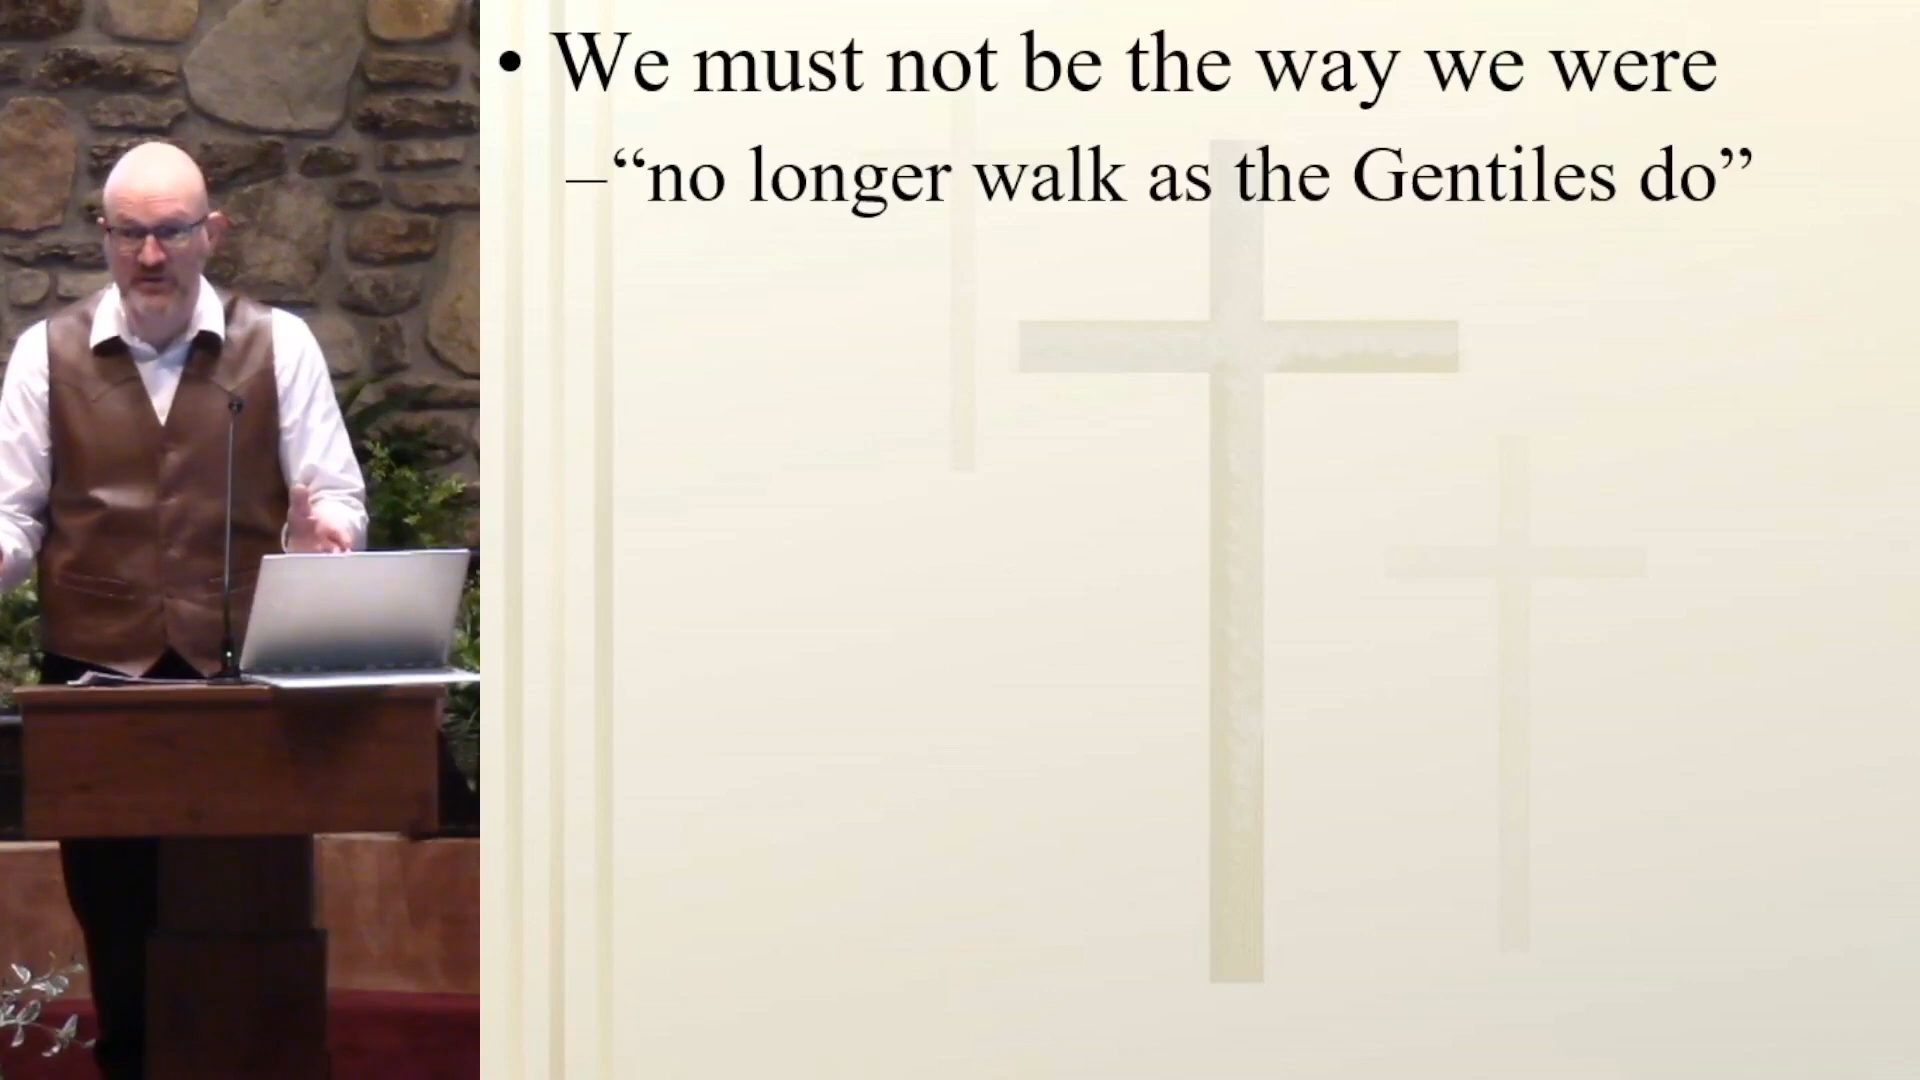 • We must not be the way we were
–“no longer walk as the Gentiles do”